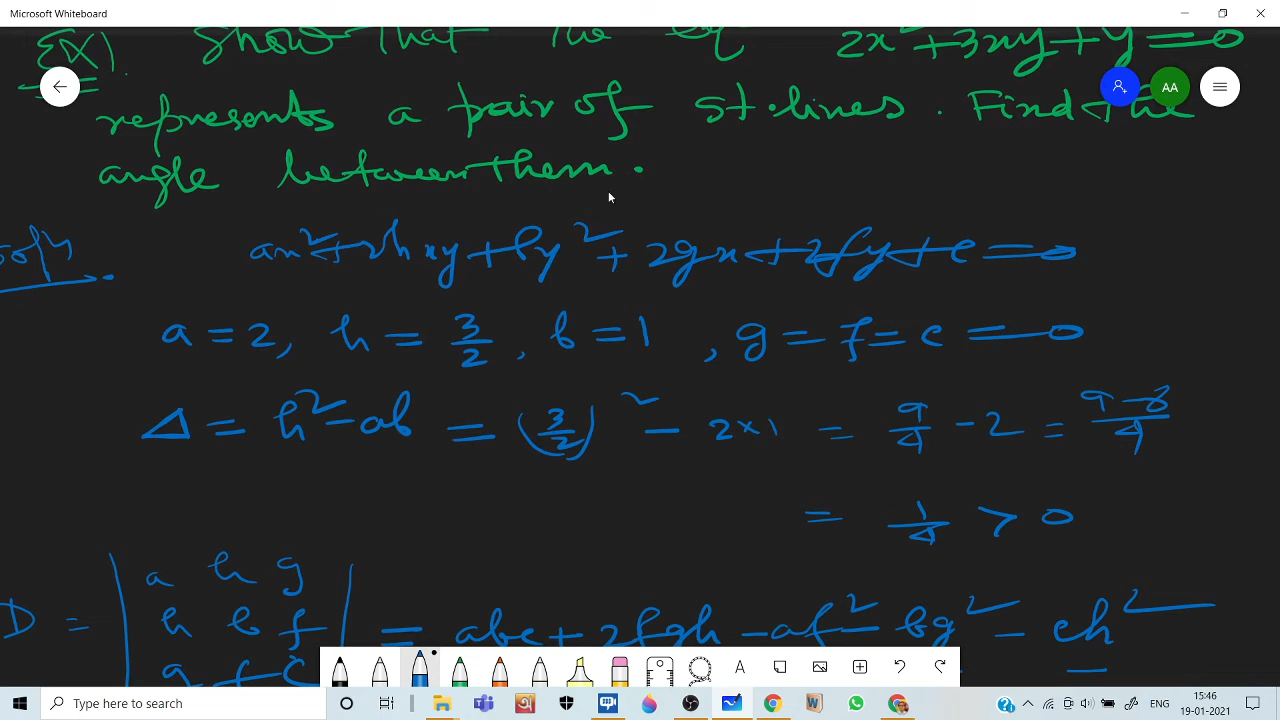 Microsoft Whiteboard
Ex). Show that the eq 2x²+3xy+y²=0
represents a pair of st. lines. Find the
angle between them.
AA
Soln. ax²+2hxy+by²+2gx+2fy+c=0
a=2, h=3/2, b=1, g=f=c=0
Δ=h²-ab=(3/2)²-2×1=9/4-2=(9-8)/4
=1/4>0
D=|a h g
h b f
g f c|=abc+2fgh-af²-bg²-ch²
Type here to search
ENG
15:46
19-01-2021